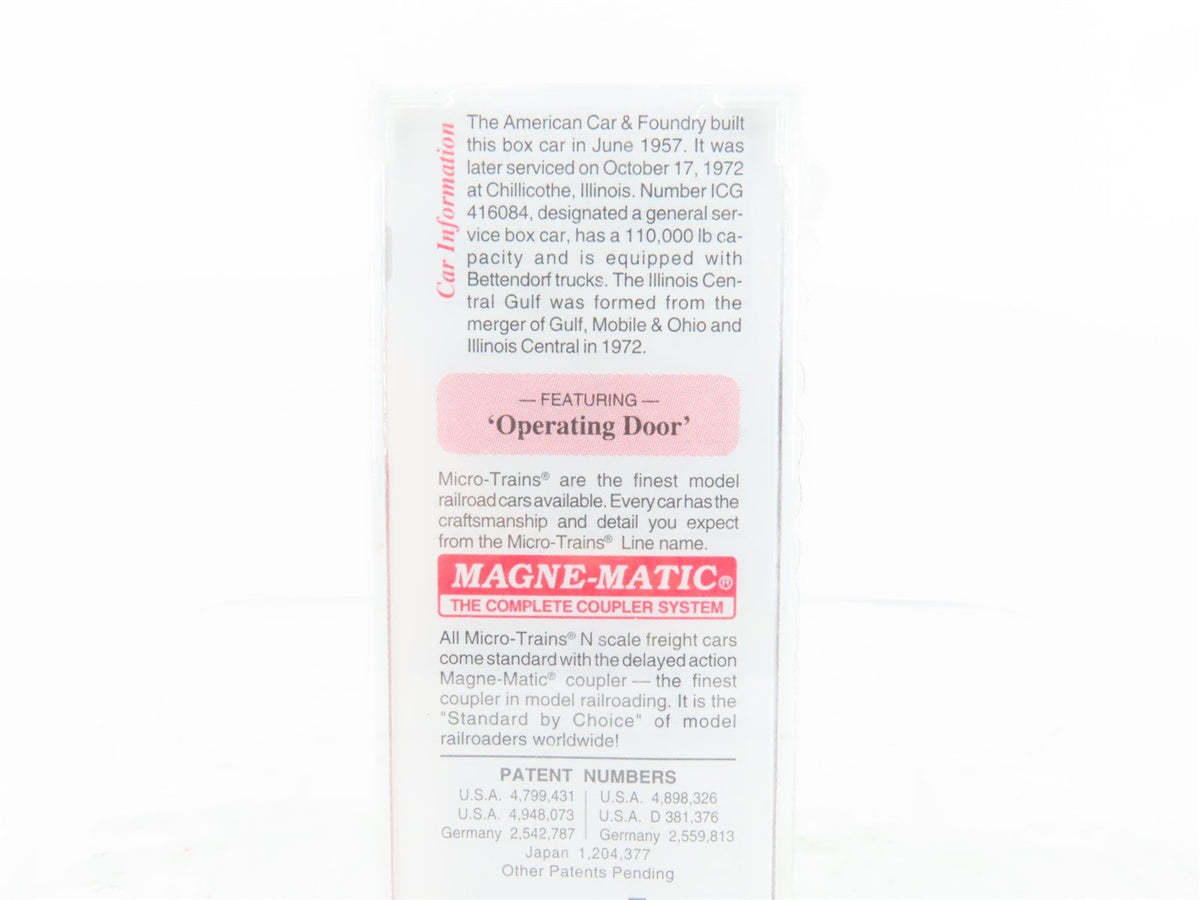 Car Information
The American Car & Foundry built
this box car in June 1957. It was
later serviced on October 17, 1972
at Chillicothe, Illinois. Number ICG
416084, designated a general ser-
vice box car, has a 110,000 lb ca-
pacity and is equipped with
Bettendorf trucks. The Illinois Cen-
tral Gulf was formed from the
merger of Gulf, Mobile & Ohio and
Illinois Central in 1972.
— FEATURING —
‘Operating Door’
Micro-Trains® are the finest model
railroad cars available. Every car has the
craftsmanship and detail you expect
from the Micro-Trains® Line name.
MAGNE-MATIC®
THE COMPLETE COUPLER SYSTEM
All Micro-Trains® N scale freight cars
come standard with the delayed action
Magne-Matic® coupler — the finest
coupler in model railroading. It is the
"Standard by Choice" of model
railroaders worldwide!
PATENT NUMBERS
U.S.A. 4,799,431 U.S.A. 4,898,326
U.S.A. 4,948,073 U.S.A. D 381,376
Germany 2,542,787 Germany 2,559,813
Japan 1,204,377
Other Patents Pending